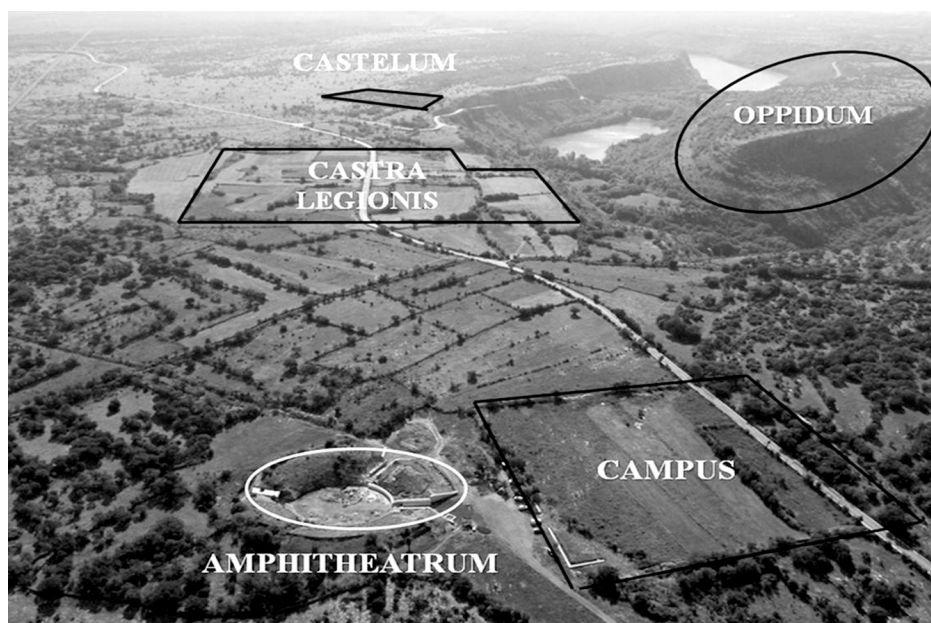 CASTELUM
OPPIDUM
CASTRA
LEGIONIS
CAMPUS
AMPHITHEATRUM